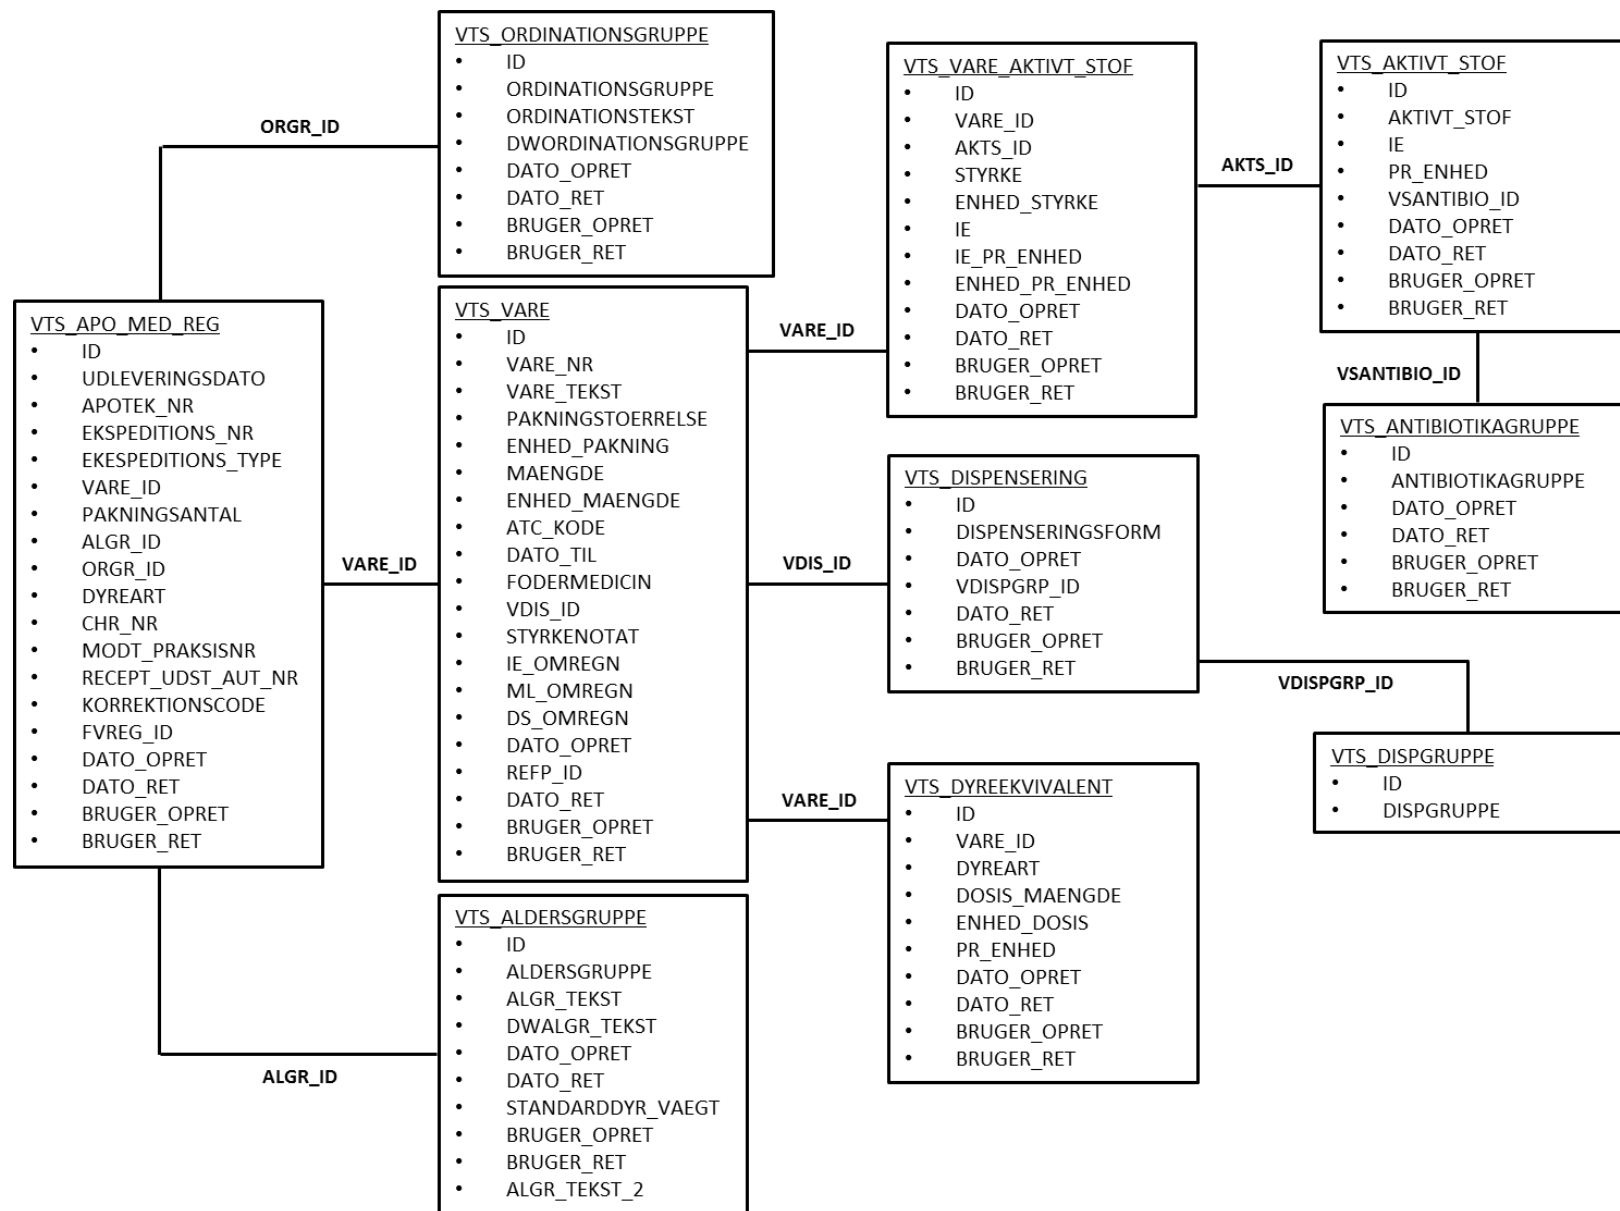 VTS_ORDINATIONSGRUPPE
• ID
• ORDINATIONSGRUPPE
• ORDINATIONSTEKST
• DWORDINATIONSGRUPPE
• DATO_OPRET
• DATO_RET
• BRUGER_OPRET
• BRUGER_RET
ORGR_ID
VTS_APO_MED_REG
• ID
• UDLEVERINGSDATO
• APOTEK_NR
• EKSPEDITIONS_NR
• EKESPEDITIONS_TYPE
• VARE_ID
• PAKNINGSANTAL
• ALGR_ID
• ORGR_ID
• DYREART
• CHR_NR
• MODT_PRAKSISNR
• RECEPT_UDST_AUT_NR
• KORREKTIONSCODE
• FVREG_ID
• DATO_OPRET
• DATO_RET
• BRUGER_OPRET
• BRUGER_RET
VARE_ID
VTS_VARE
• ID
• VARE_NR
• VARE_TEKST
• PAKNINGSTOERRELSE
• ENHED_PAKNING
• MAENGDE
• ENHED_MAENGDE
• ATC_KODE
• DATO_TIL
• FODERMEDICIN
• VDIS_ID
• STYRKENOTAT
• IE_OMREGN
• ML_OMREGN
• DS_OMREGN
• DATO_OPRET
• REFP_ID
• DATO_RET
• BRUGER_OPRET
• BRUGER_RET
ALGR_ID
VTS_ALDERSGRUPPE
• ID
• ALDERSGRUPPE
• ALGR_TEKST
• DWALGR_TEKST
• DATO_OPRET
• DATO_RET
• STANDARDDYR_VAEGT
• BRUGER_OPRET
• BRUGER_RET
• ALGR_TEKST_2
VARE_ID
VTS_VARE_AKTIVT_STOF
• ID
• VARE_ID
• AKTS_ID
• STYRKE
• ENHED_STYRKE
• IE
• IE_PR_ENHED
• ENHED_PR_ENHED
• DATO_OPRET
• DATO_RET
• BRUGER_OPRET
• BRUGER_RET
VDIS_ID
VTS_DISPENSERING
• ID
• DISPENSERINGSFORM
• DATO_OPRET
• VDISPGRP_ID
• DATO_RET
• BRUGER_OPRET
• BRUGER_RET
VARE_ID
VTS_DYREEKVIVALENT
• ID
• VARE_ID
• DYREART
• DOSIS_MAENGDE
• ENHED_DOSIS
• PR_ENHED
• DATO_OPRET
• DATO_RET
• BRUGER_OPRET
• BRUGER_RET
AKTS_ID
VTS_AKTIVT_STOF
• ID
• AKTIVT_STOF
• IE
• PR_ENHED
• VSANTIBIO_ID
• DATO_OPRET
• DATO_RET
• BRUGER_OPRET
• BRUGER_RET
VSANTIBIO_ID
VTS_ANTIBIOTIKAGRUPPE
• ID
• ANTIBIOTIKAGRUPPE
• DATO_OPRET
• DATO_RET
• BRUGER_OPRET
• BRUGER_RET
VDISPGRP_ID
VTS_DISPGRUPPE
• ID
• DISPGRUPPE